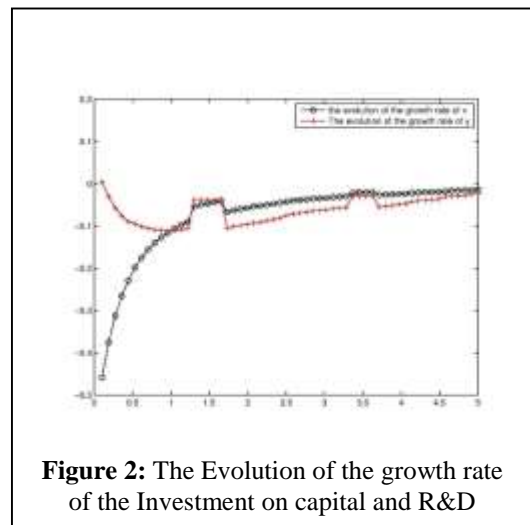 0.2
the evolution of the growth rate of x
The evolution of the growth rate of y
0.1
0
-0.1
-0.2
-0.3
-0.4
-0.5
0 0.5 1 1.5 2 2.5 3 3.5 4 4.5 5
Figure 2: The Evolution of the growth rate
of the Investment on capital and R&D